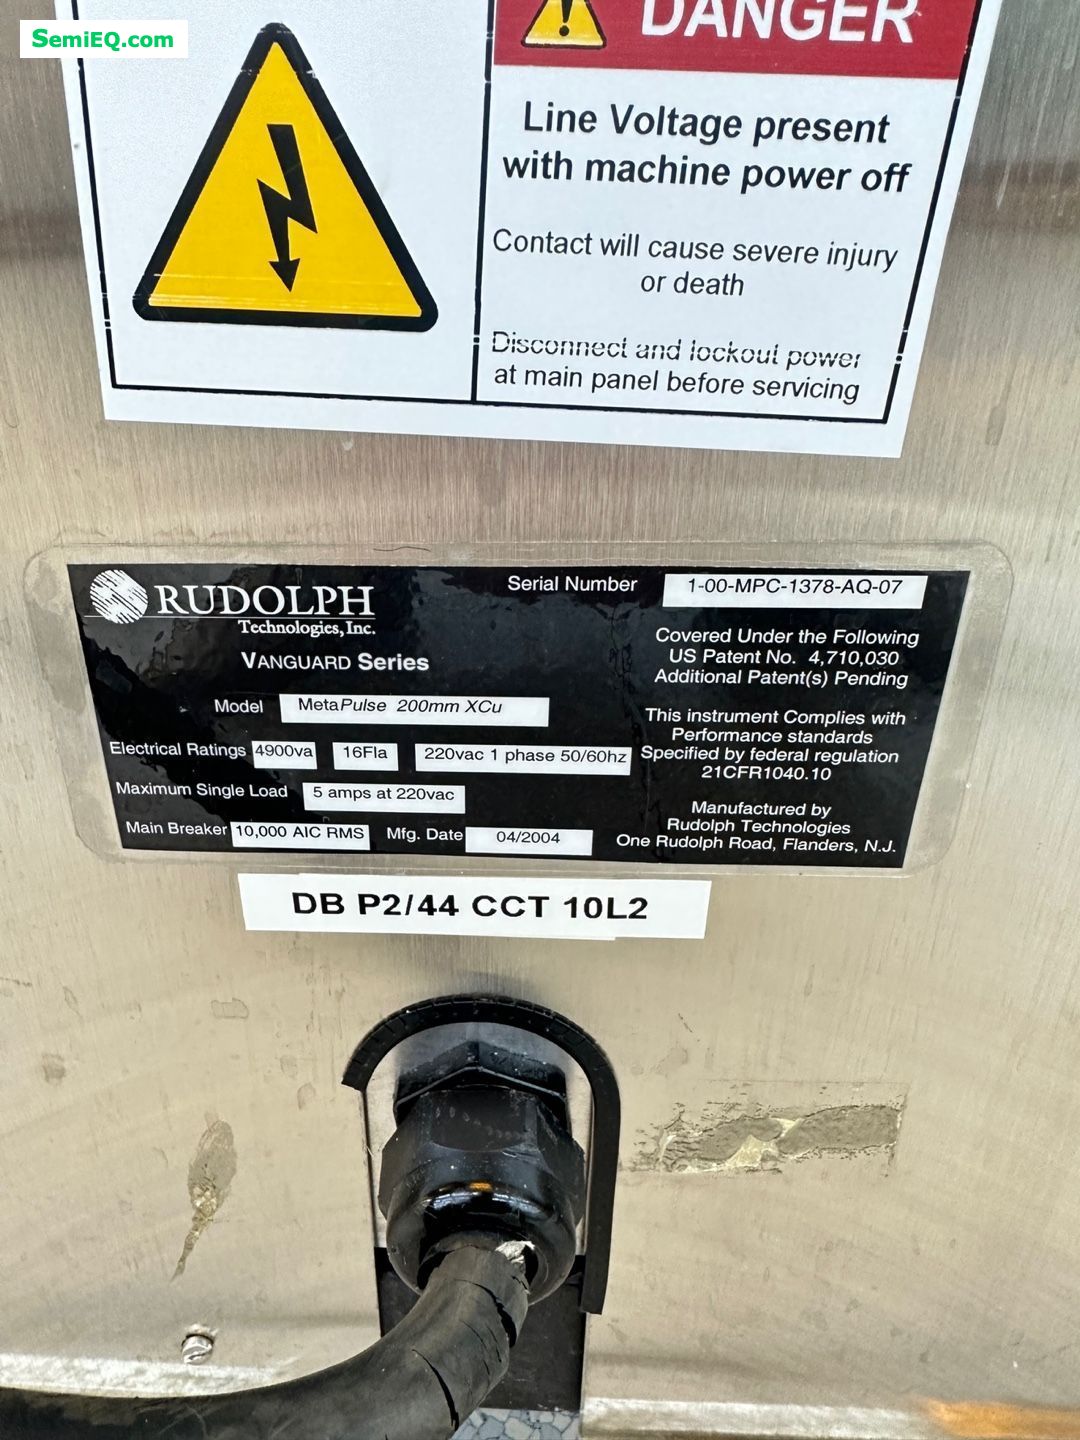 SemiEQ.com
DANGER
Line Voltage present
with machine power off
Contact will cause severe injury
or death
Disconnect and lockout power
at main panel before servicing
RUDOLPH
Technologies, Inc.
VANGUARD Series
Serial Number 1-00-MPC-1378-AQ-07
Model MetaPulse 200mm XCu
Electrical Ratings 4900va 16Fla 220vac 1 phase 50/60hz
Maximum Single Load 5 amps at 220vac
Main Breaker 10,000 AIC RMS Mfg. Date 04/2004
Covered Under the Following
US Patent No. 4,710,030
Additional Patent(s) Pending
This instrument Complies with
Performance standards
Specified by federal regulation
21CFR1040.10
Manufactured by
Rudolph Technologies
One Rudolph Road, Flanders, N.J.
DB P2/44 CCT 10L2